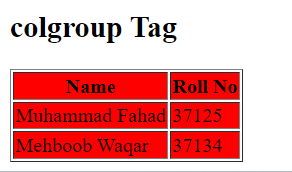 colgroup Tag
Name Roll No
Muhammad Fahad 37125
Mehboob Waqar 37134